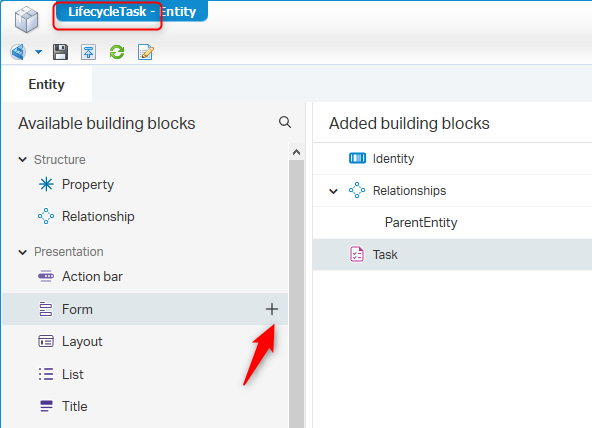 LifecycleTask - Entity
Entity
Available building blocks
Structure
Property
Relationship
Presentation
Action bar
Form
Layout
List
Title
Added building blocks
Identity
Relationships
ParentEntity
Task